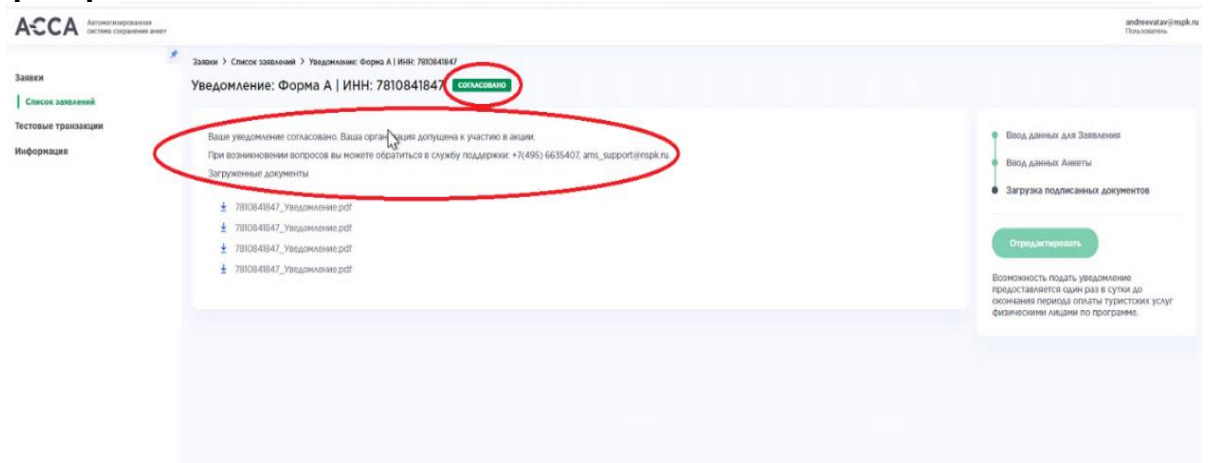 АССА Автоматизированная
система сохранения анкет
andreevatav@nspk.ru
Пользователь
Заявки > Список заявлений > Уведомление: Форма А | ИНН: 7810841847
Уведомление: Форма А | ИНН: 7810841847 СОГЛАСОВАНО
Заявки
Список заявлений
Тестовые транзакции
Информация
Ваше уведомление согласовано. Ваша организация допущена к участию в акции.
При возникновении вопросов вы можете обратиться в службу поддержки: +7(495) 6635407, ams_support@nspk.ru.
Загруженные документы
7810841847_Уведомление.pdf
7810841847_Уведомление.pdf
7810841847_Уведомление.pdf
7810841847_Уведомление.pdf
Ввод данных для Заявления
Ввод данных Анкеты
Загрузка подписанных документов
Отредактировать
Возможность подать уведомление
предоставляется один раз в сутки до
окончания периода оплаты туристских услуг
физическими лицами по программе.